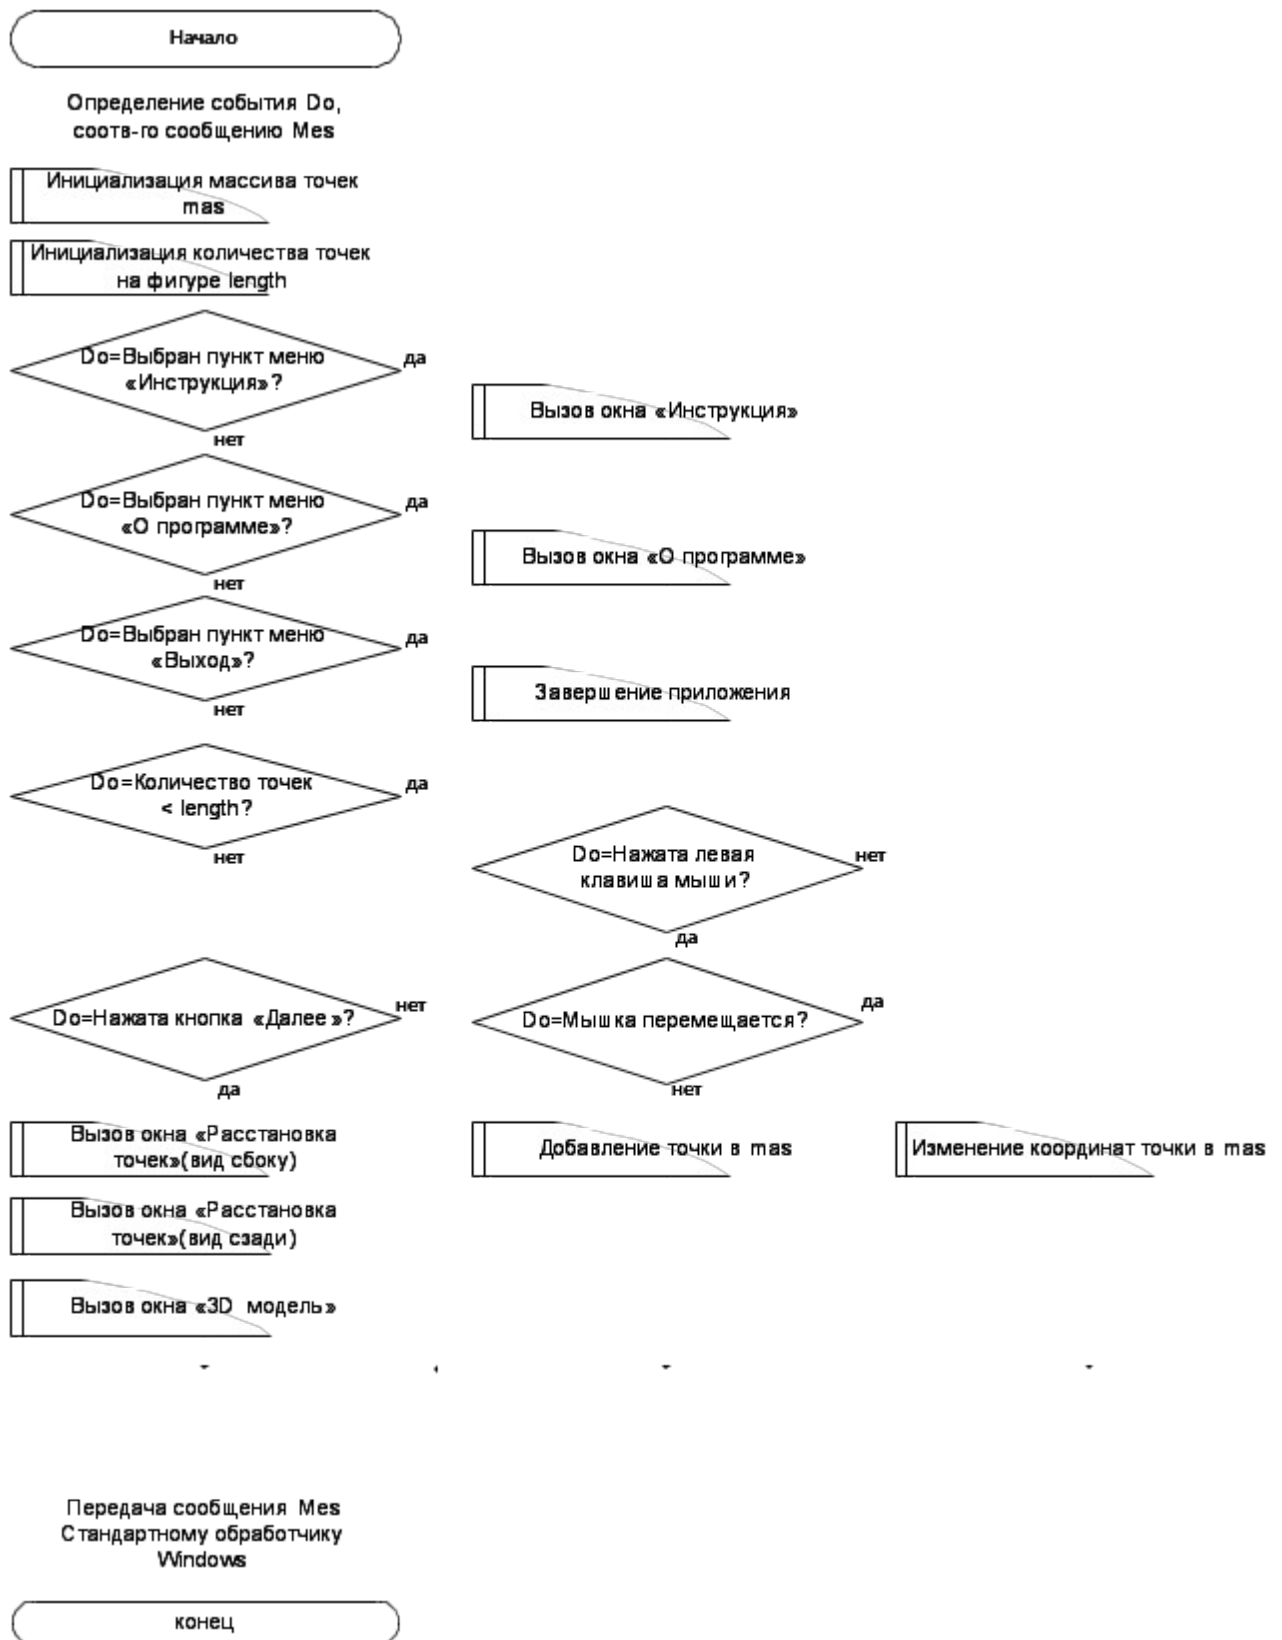 Начало
Определение события Do,
соотв-го сообщению Mes
Инициализация массива точек
mas
Инициализация количества точек
на фигуре length
Do=Выбран пункт меню
«Инструкция»?
да
Вызов окна «Инструкция»
нет
Do=Выбран пункт меню
«О программе»?
да
Вызов окна «О программе»
нет
Do=Выбран пункт меню
«Выход»?
да
Завершение приложения
нет
Do=Количество точек
< length?
да
нет
Do=Нажата левая
клавиша мыши?
нет
да
Do=Нажата кнопка «Далее»?
нет
да
Do=Мышка перемещается?
да
нет
Вызов окна «Расстановка
точек»(вид сбоку)
Добавление точки в mas
Изменение координат точки в mas
Вызов окна «Расстановка
точек»(вид сзади)
Вызов окна «3D модель»
Передача сообщения Mes
Стандартному обработчику
Windows
конец